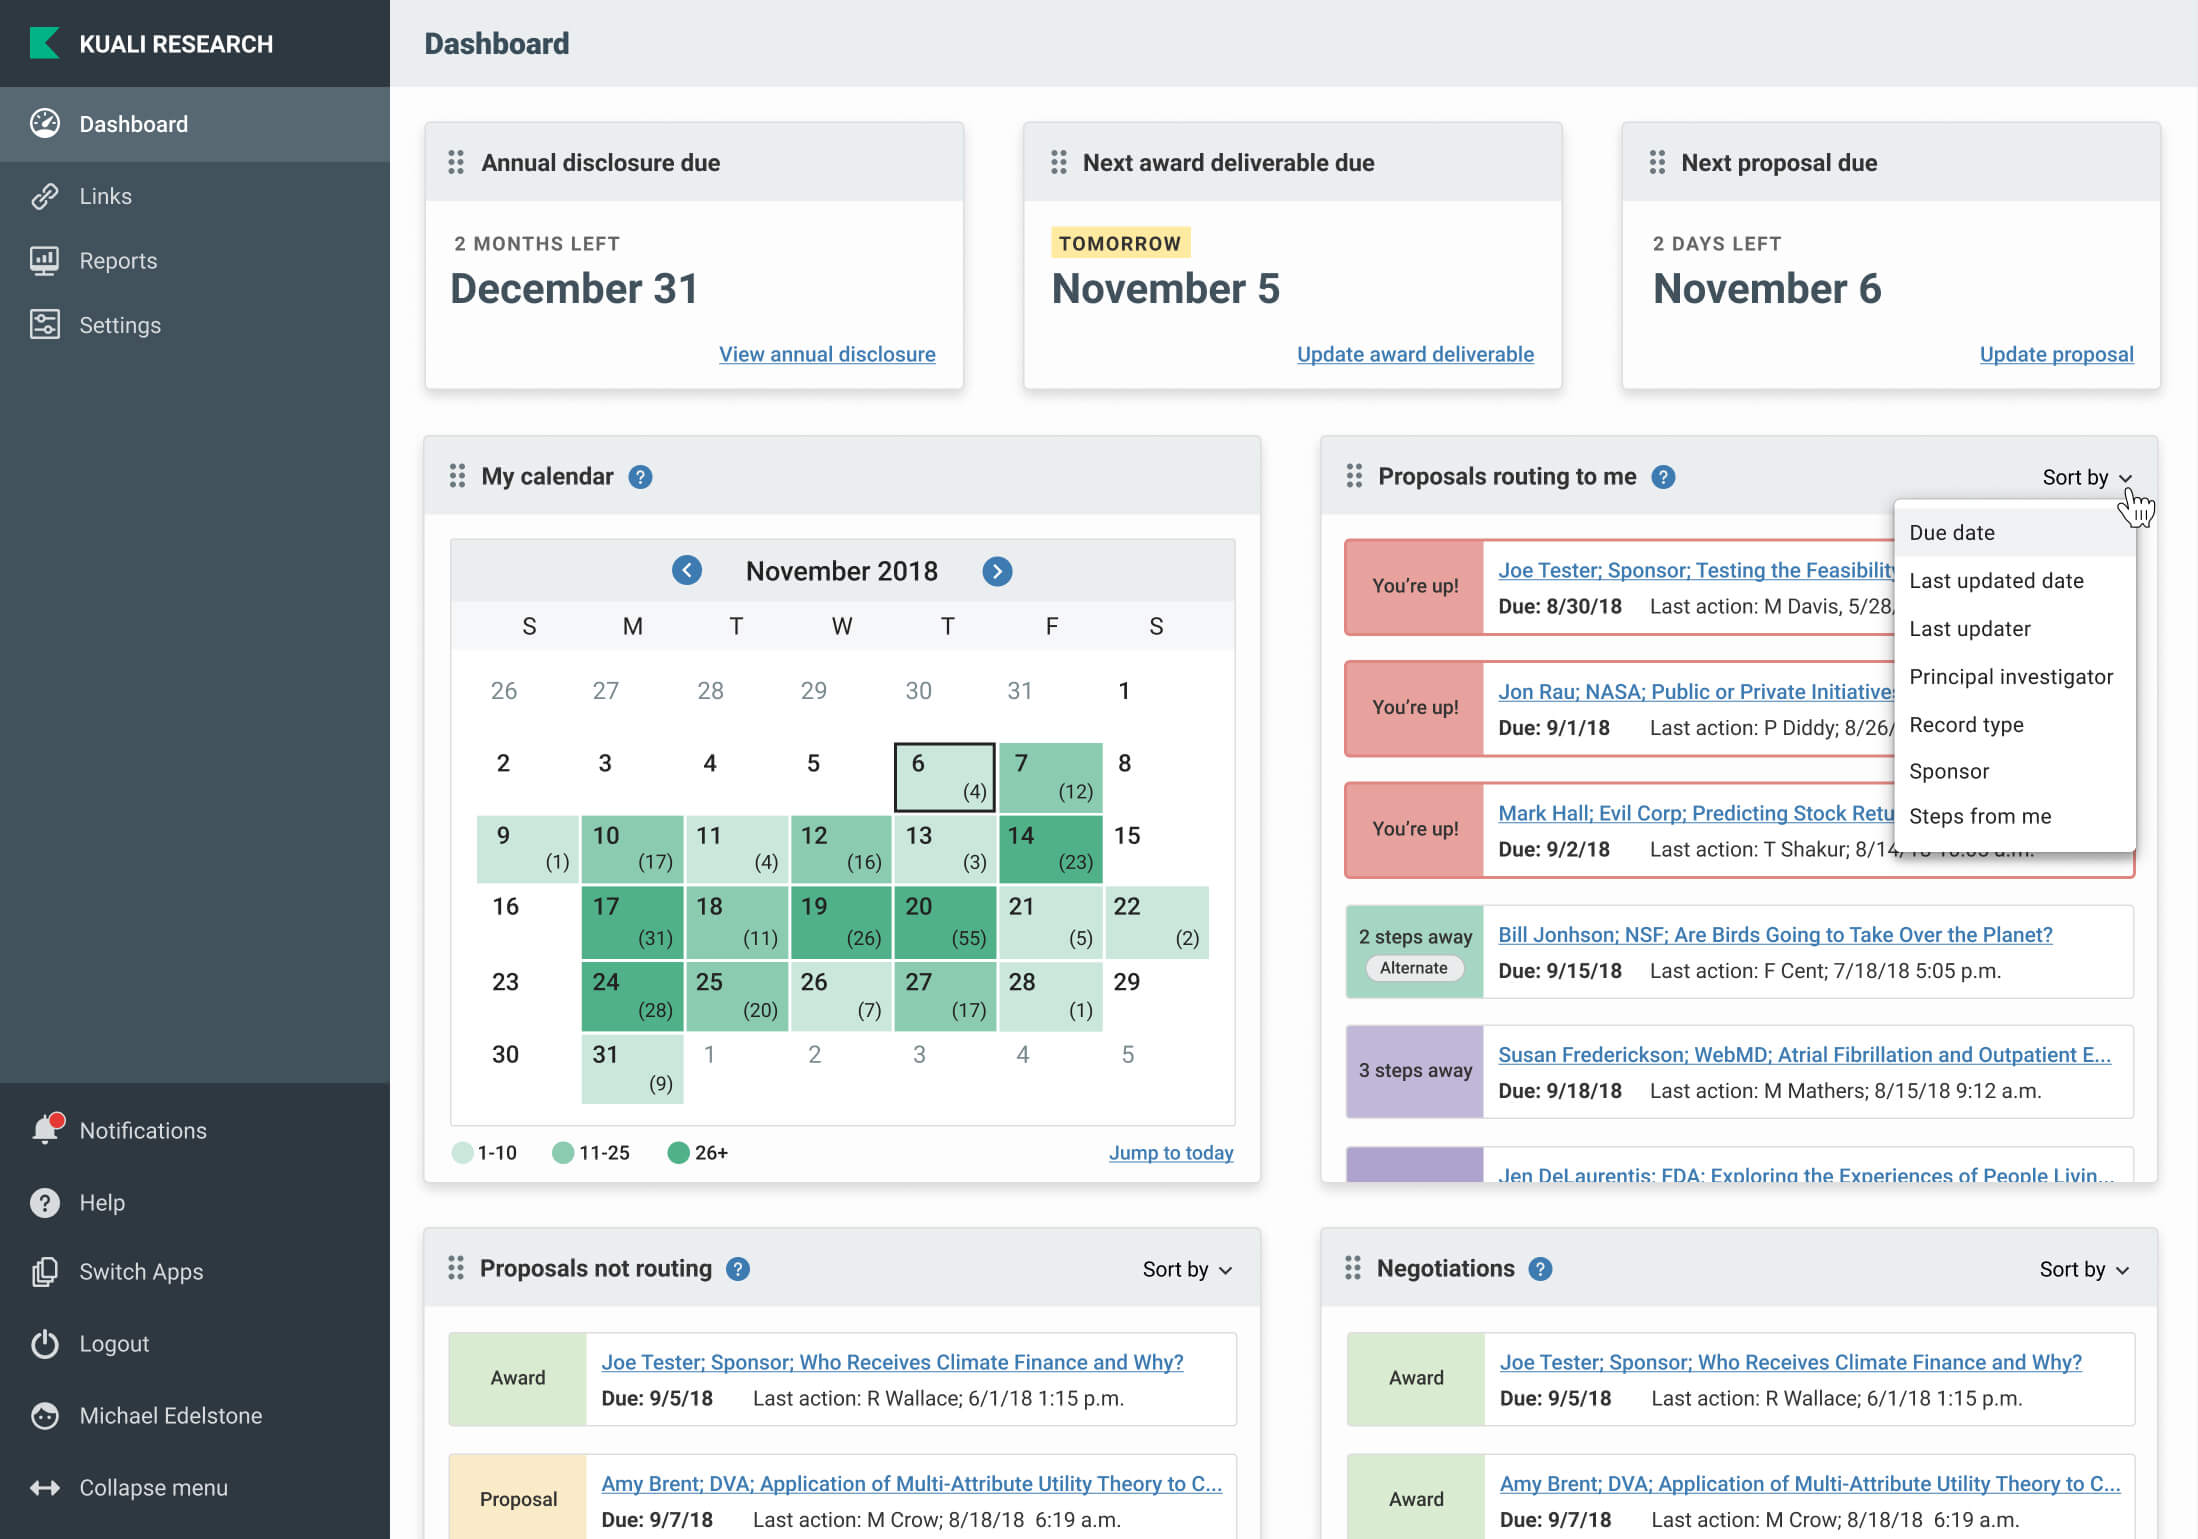 KUALI RESEARCH
Dashboard
Links
Reports
Settings
Notifications
Help
Switch Apps
Logout
Michael Edelstone
Collapse menu
Dashboard
Annual disclosure due
2 MONTHS LEFT
December 31
View annual disclosure
Next award deliverable due
TOMORROW
November 5
Update award deliverable
Next proposal due
2 DAYS LEFT
November 6
Update proposal
My calendar ?
November 2018
S M T W T F S
26 27 28 29 30 31 1
2 3 4 5 6 7 8
(4) (12)
9 10 11 12 13 14 15
(1) (17) (4) (16) (3) (23)
16 17 18 19 20 21 22
(31) (11) (26) (55) (5) (2)
23 24 25 26 27 28 29
(28) (20) (7) (17) (1)
30 31 1 2 3 4 5
(9)
1-10 11-25 26+
Jump to today
Proposals routing to me ?
Sort by
Due date
Last updated date
Last updater
Principal investigator
Record type
Sponsor
Steps from me
You’re up!
Joe Tester; Sponsor; Testing the Feasibility
Due: 8/30/18 Last action: M Davis, 5/28/
You’re up!
Jon Rau; NASA; Public or Private Initiatives
Due: 9/1/18 Last action: P Diddy; 8/26/
You’re up!
Mark Hall; Evil Corp; Predicting Stock Retu
Due: 9/2/18 Last action: T Shakur; 8/14/18 10:05 a.m.
2 steps away
Alternate
Bill Jonhson; NSF; Are Birds Going to Take Over the Planet?
Due: 9/15/18 Last action: F Cent; 7/18/18 5:05 p.m.
3 steps away
Susan Frederickson; WebMD; Atrial Fibrillation and Outpatient E...
Due: 9/18/18 Last action: M Mathers; 8/15/18 9:12 a.m.
Jen DeLaurentis; FDA; Exploring the Experiences of People Livin...
Proposals not routing ?
Sort by
Award
Joe Tester; Sponsor; Who Receives Climate Finance and Why?
Due: 9/5/18 Last action: R Wallace; 6/1/18 1:15 p.m.
Proposal
Amy Brent; DVA; Application of Multi-Attribute Utility Theory to C...
Due: 9/7/18 Last action: M Crow; 8/18/18 6:19 a.m.
Negotiations ?
Sort by
Award
Joe Tester; Sponsor; Who Receives Climate Finance and Why?
Due: 9/5/18 Last action: R Wallace; 6/1/18 1:15 p.m.
Award
Amy Brent; DVA; Application of Multi-Attribute Utility Theory to C...
Due: 9/7/18 Last action: M Crow; 8/18/18 6:19 a.m.